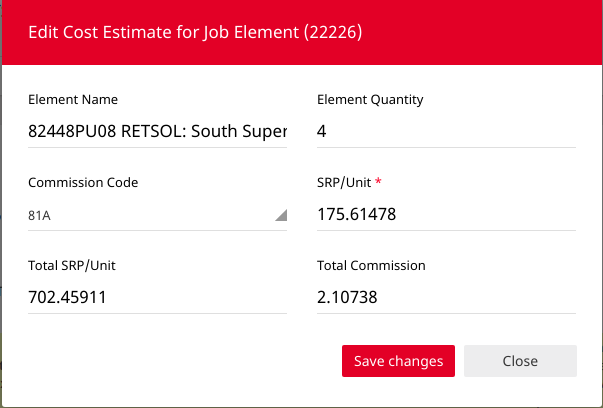 Edit Cost Estimate for Job Element (22226)
Element Name
Element Quantity
82448PU08 RETSOL: South Super
4
Commission Code
SRP/Unit *
81A
175.61478
Total SRP/Unit
Total Commission
702.45911
2.10738
Save changes
Close